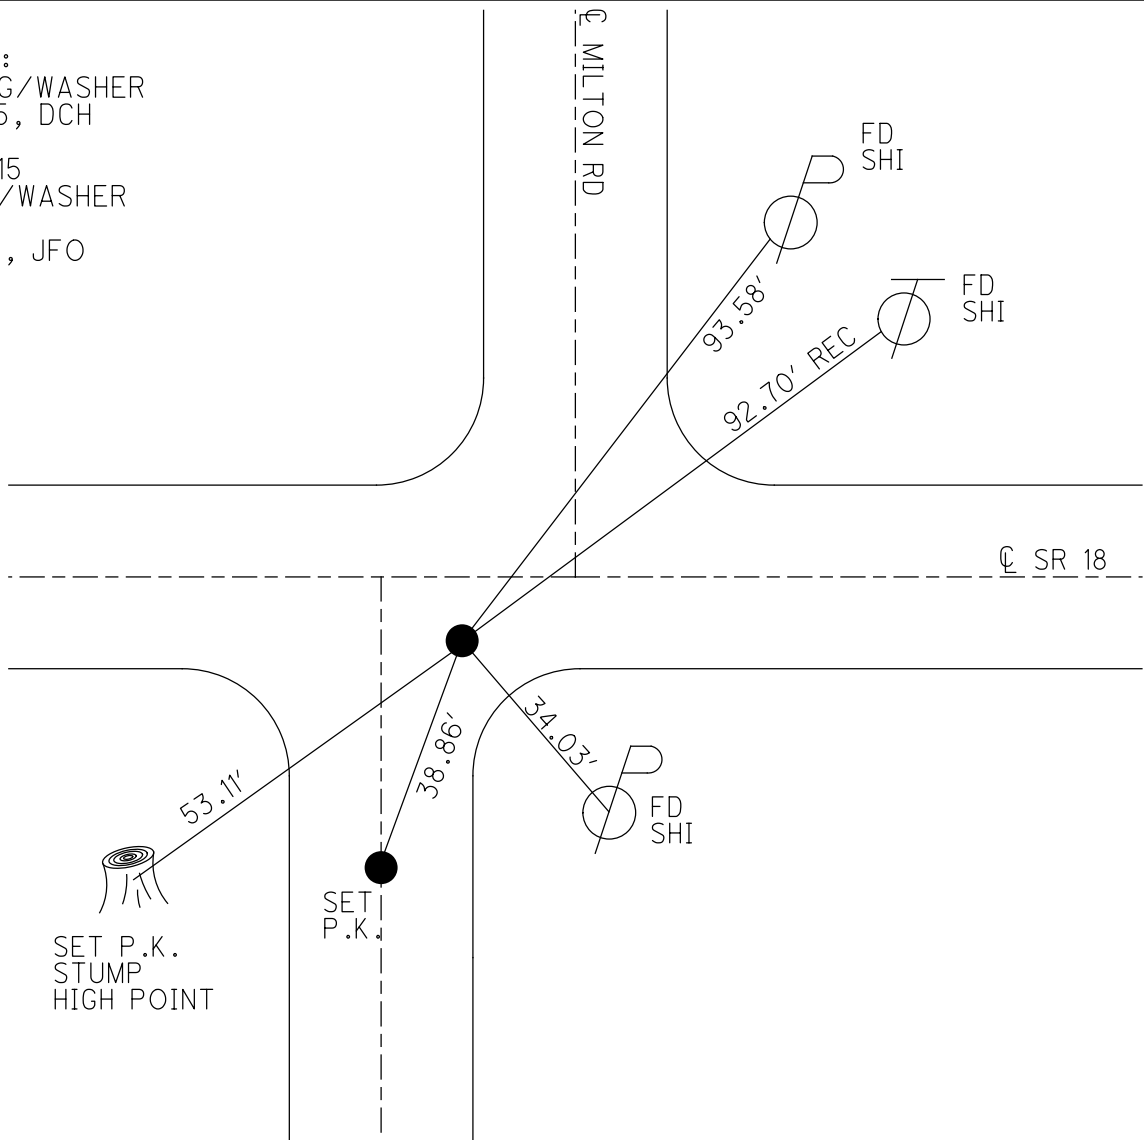 :
G/WASHER
5, DCH
15
/WASHER
, JFO
℄ MILTON RD
FD
SHI
FD
SHI
93.58'
92.70' REC
℄ SR 18
34.03'
38.86'
53.11'
FD
SHI
SET
P.K.
SET P.K.
STUMP
HIGH POINT